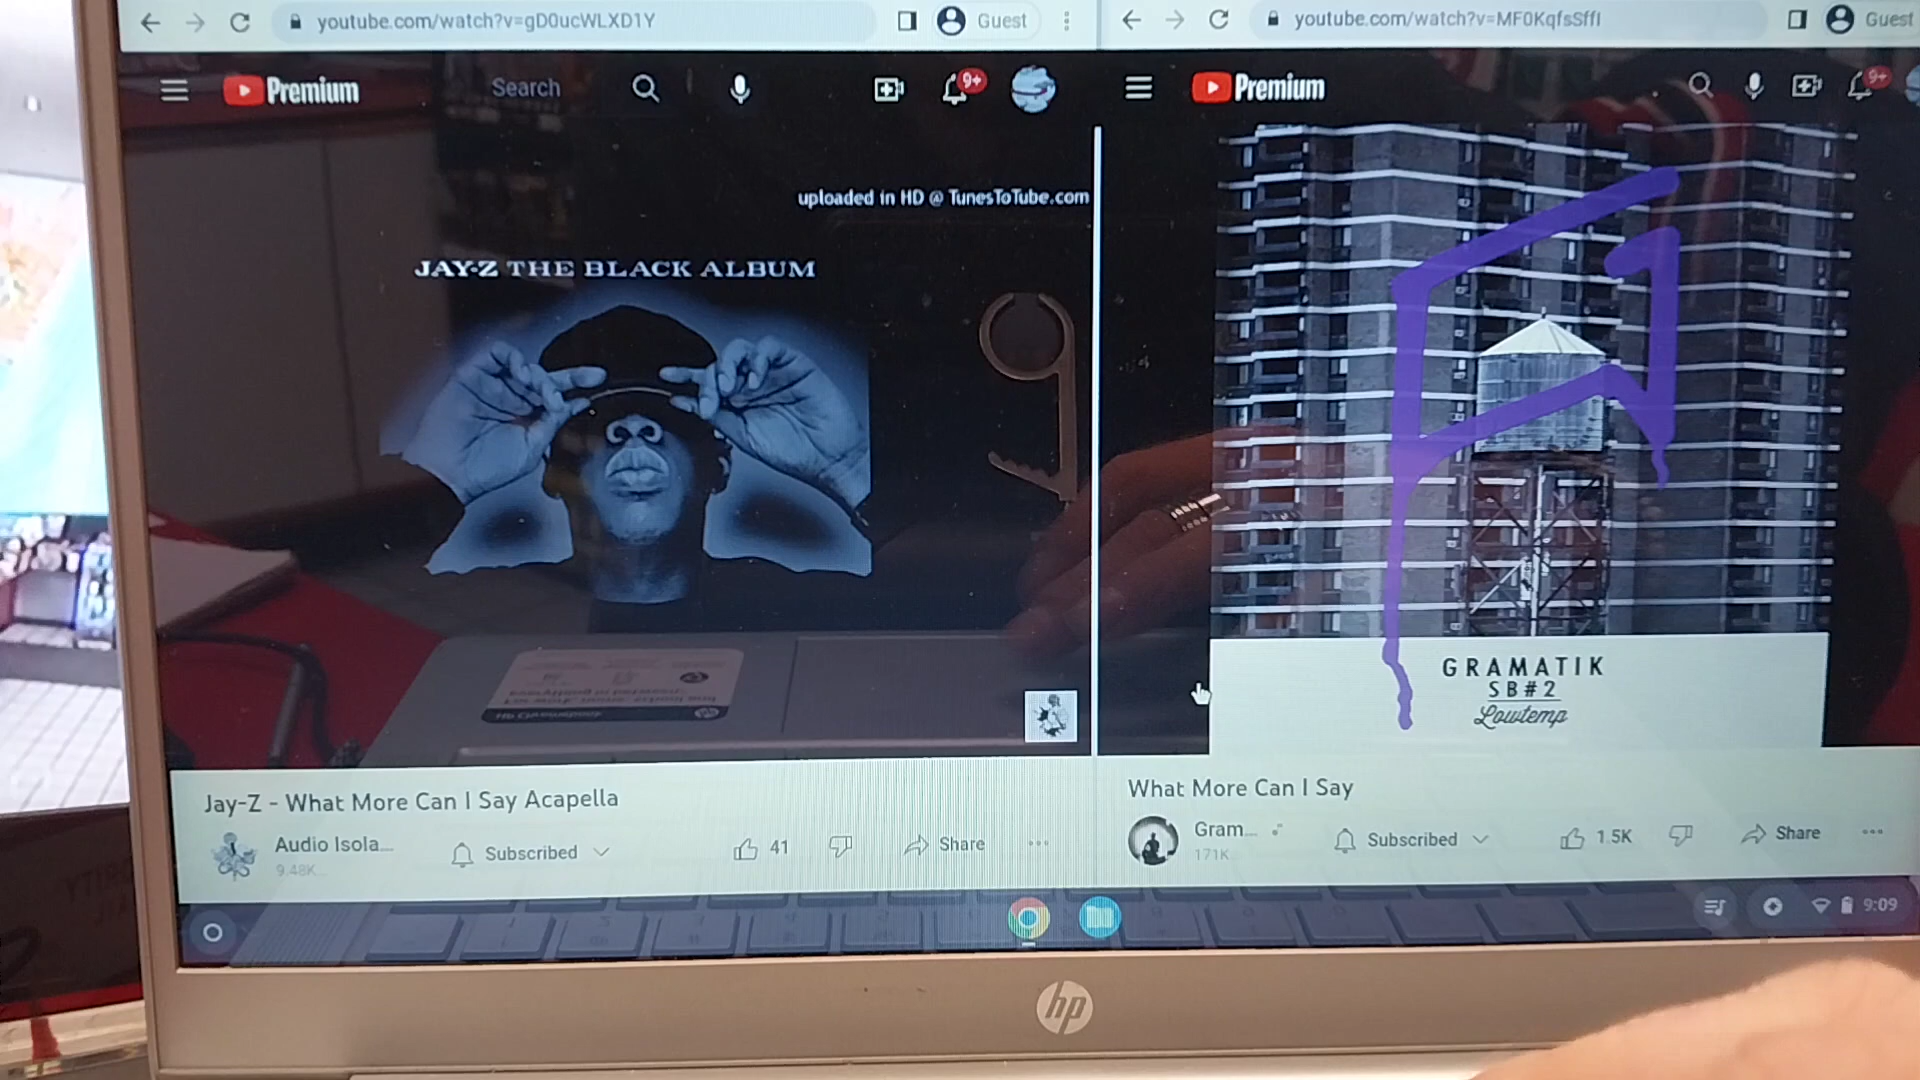 youtube.com/watch?v=gD0ucWLXD1Y
Guest
youtube.com/watch?v=MF0KqfsSffI
Guest
Premium
Search
9+
Premium
9+
uploaded in HD @ TunesToTube.com
JAY-Z THE BLACK ALBUM
GRAMATIK
SB#2
Lowtemp
Jay-Z - What More Can I Say Acapella
Audio Isola...
9.48K...
Subscribed
41
Share
What More Can I Say
Gram...
171K
Subscribed
1.5K
Share
9:09
hp